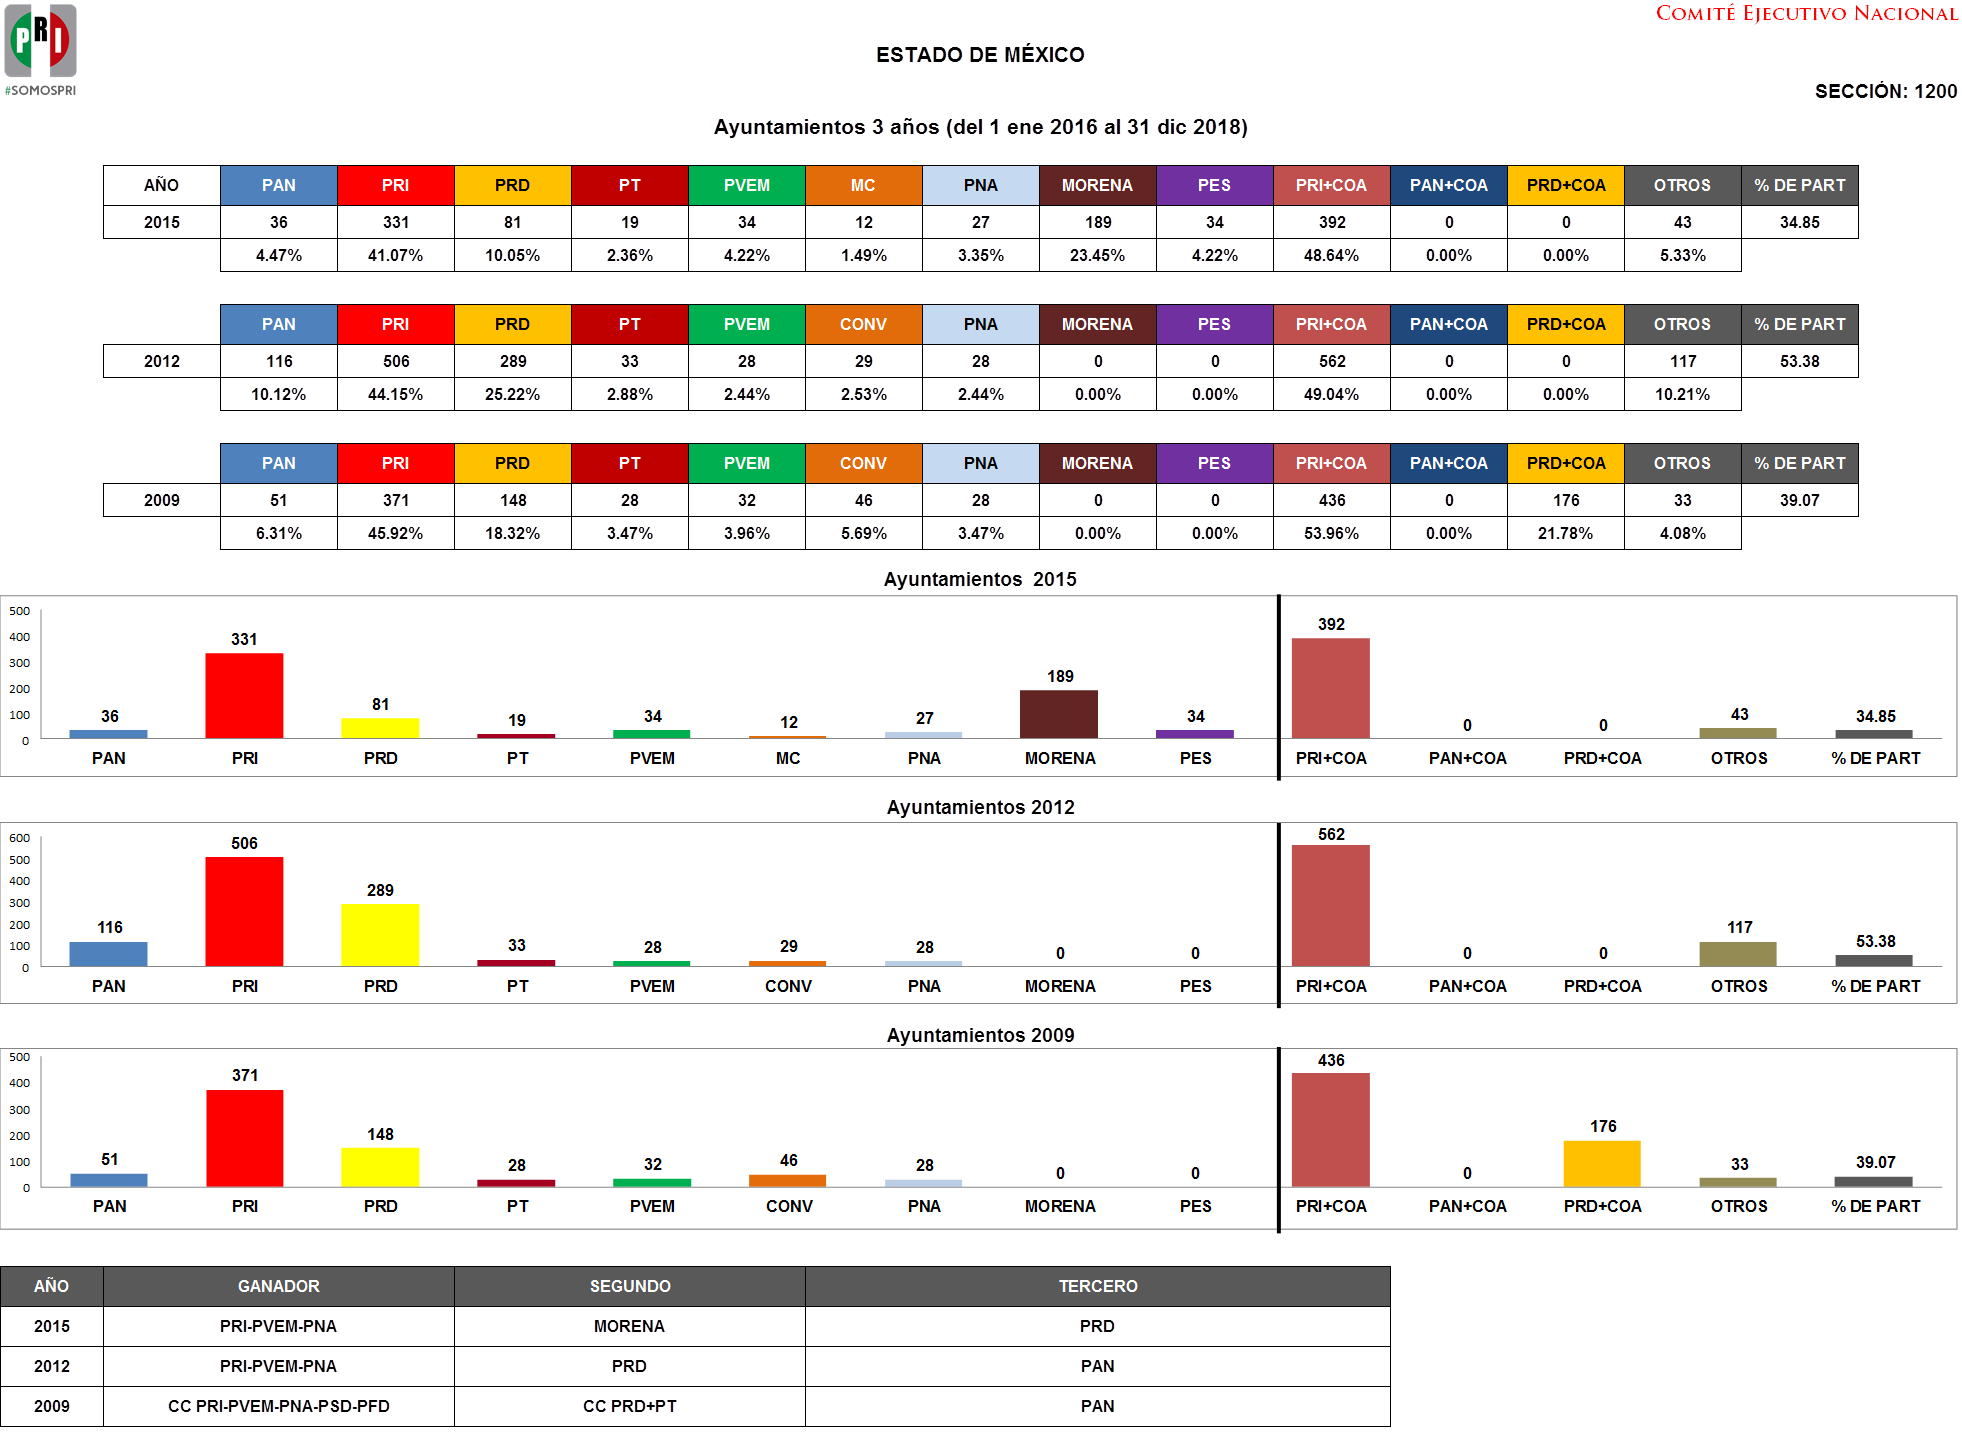 PRI
#SOMOSPRI
COMITÉ EJECUTIVO NACIONAL
ESTADO DE MÉXICO
SECCIÓN: 1200
Ayuntamientos 3 años (del 1 ene 2016 al 31 dic 2018)
AÑO PAN PRI PRD PT PVEM MC PNA MORENA PES PRI+COA PAN+COA PRD+COA OTROS % DE PART
2015 36 331 81 19 34 12 27 189 34 392 0 0 43 34.85
4.47% 41.07% 10.05% 2.36% 4.22% 1.49% 3.35% 23.45% 4.22% 48.64% 0.00% 0.00% 5.33%
PAN PRI PRD PT PVEM CONV PNA MORENA PES PRI+COA PAN+COA PRD+COA OTROS % DE PART
2012 116 506 289 33 28 29 28 0 0 562 0 0 117 53.38
10.12% 44.15% 25.22% 2.88% 2.44% 2.53% 2.44% 0.00% 0.00% 49.04% 0.00% 0.00% 10.21%
PAN PRI PRD PT PVEM CONV PNA MORENA PES PRI+COA PAN+COA PRD+COA OTROS % DE PART
2009 51 371 148 28 32 46 28 0 0 436 0 176 33 39.07
6.31% 45.92% 18.32% 3.47% 3.96% 5.69% 3.47% 0.00% 0.00% 53.96% 0.00% 21.78% 4.08%
Ayuntamientos 2015
500
400
300
200
100
0
36 331 81 19 34 12 27 189 34 392 0 0 43 34.85
PAN PRI PRD PT PVEM MC PNA MORENA PES PRI+COA PAN+COA PRD+COA OTROS % DE PART
Ayuntamientos 2012
600
500
400
300
200
100
0
116 506 289 33 28 29 28 0 0 562 0 0 117 53.38
PAN PRI PRD PT PVEM CONV PNA MORENA PES PRI+COA PAN+COA PRD+COA OTROS % DE PART
Ayuntamientos 2009
500
400
300
200
100
0
51 371 148 28 32 46 28 0 0 436 0 176 33 39.07
PAN PRI PRD PT PVEM CONV PNA MORENA PES PRI+COA PAN+COA PRD+COA OTROS % DE PART
AÑO GANADOR SEGUNDO TERCERO
2015 PRI-PVEM-PNA MORENA PRD
2012 PRI-PVEM-PNA PRD PAN
2009 CC PRI-PVEM-PNA-PSD-PFD CC PRD+PT PAN